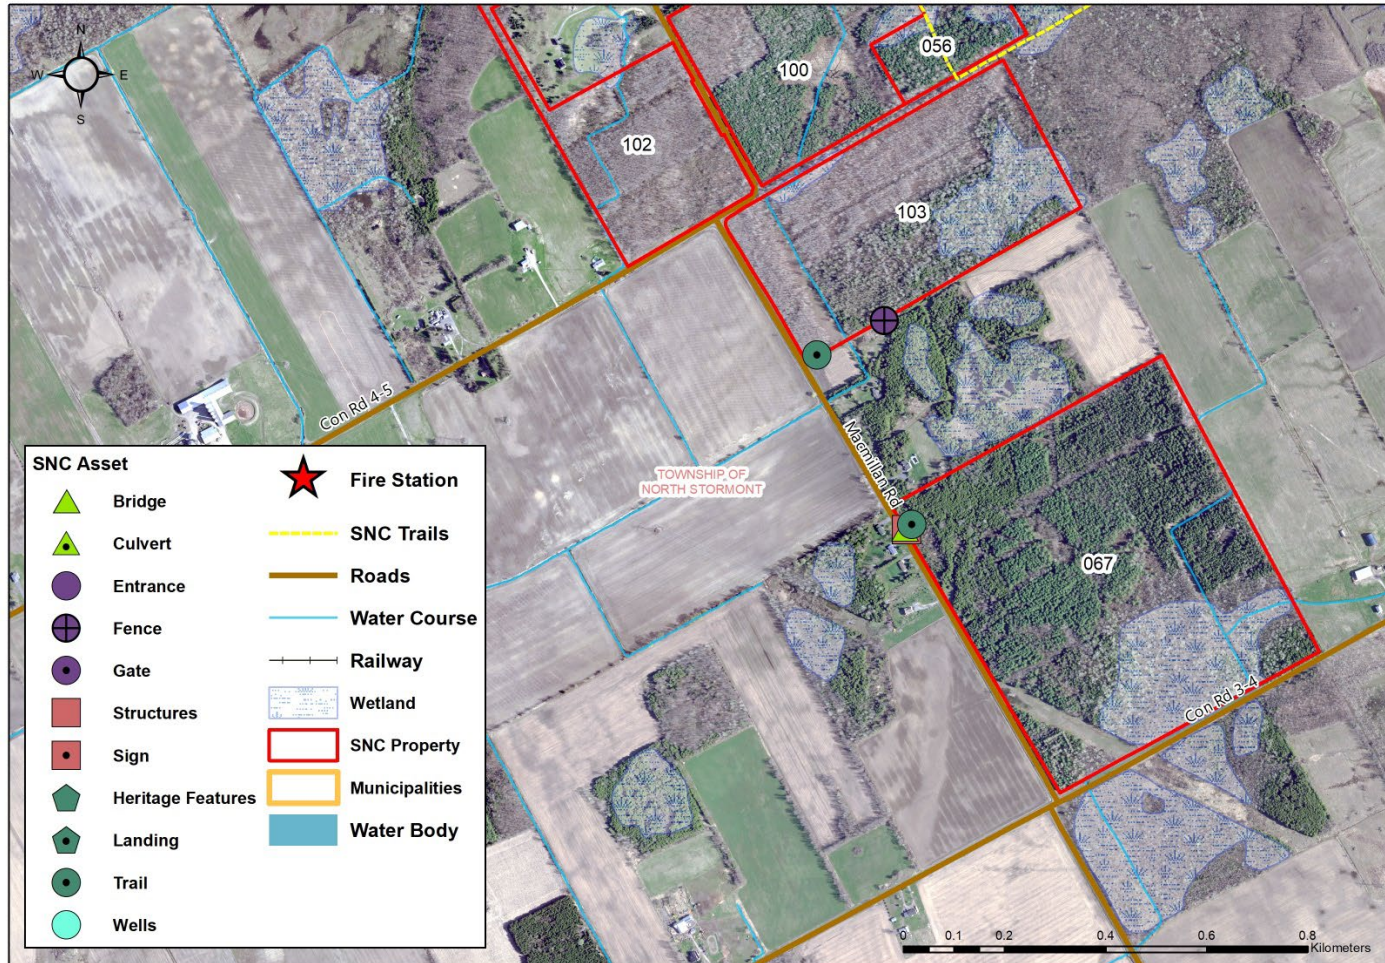 N
W E
S
056
100
102
103
Con Rd 4-5
Macmillan Rd
TOWNSHIP OF
NORTH STORMONT
067
Con Rd 3-4
SNC Asset
Bridge
Culvert
Entrance
Fence
Gate
Structures
Sign
Heritage Features
Landing
Trail
Wells
Fire Station
SNC Trails
Roads
Water Course
Railway
Wetland
SNC Property
Municipalities
Water Body
0 0.1 0.2 0.4 0.6 0.8
Kilometers